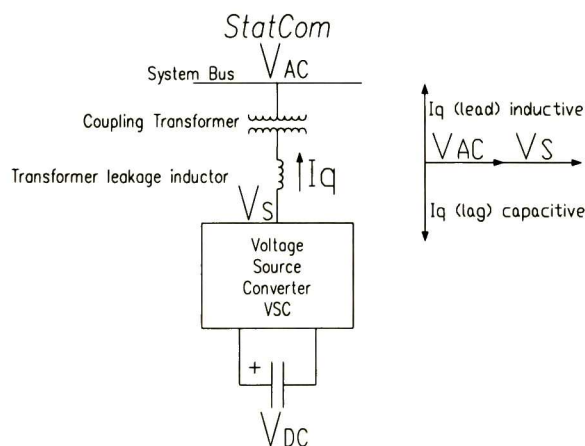 StatCom
VAC
System Bus
Coupling Transformer
Transformer leakage inductor
Iq
VS
Voltage
Source
Converter
VSC
+
VDC
Iq (lead) inductive
VAC VS
Iq (lag) capacitive